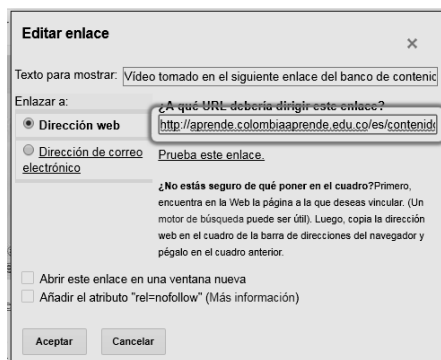 Editar enlace
×
Texto para mostrar: Vídeo tomado en el siguiente enlace del banco de contenic
Enlazar a:
¿A qué URL debería dirigir este enlace?
Dirección web
http://aprende.colombiaaprende.edu.co/es/contenido
Dirección de correo
electrónico
Prueba este enlace.
¿No estás seguro de qué poner en el cuadro?Primero,
encuentra en la Web la página a la que deseas vincular. (Un
motor de búsqueda puede ser útil). Luego, copia la dirección
web en el cuadro de la barra de direcciones del navegador y
pégalo en el cuadro anterior.
Abrir este enlace en una ventana nueva
Añadir el atributo "rel=nofollow" (Más información)
Aceptar
Cancelar